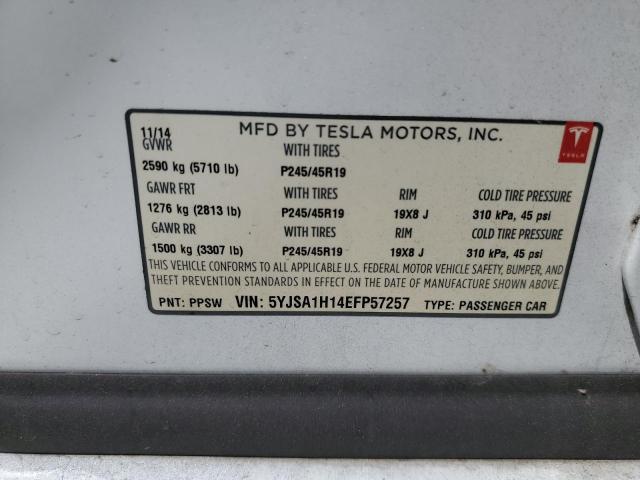 11/14 MFD BY TESLA MOTORS, INC.
TESLA
GVWR WITH TIRES
2590 kg (5710 lb) P245/45R19
GAWR FRT WITH TIRES RIM COLD TIRE PRESSURE
1276 kg (2813 lb) P245/45R19 19X8 J 310 kPa, 45 psi
GAWR RR WITH TIRES RIM COLD TIRE PRESSURE
1500 kg (3307 lb) P245/45R19 19X8 J 310 kPa, 45 psi
THIS VEHICLE CONFORMS TO ALL APPLICABLE U.S. FEDERAL MOTOR VEHICLE SAFETY, BUMPER, AND
THEFT PREVENTION STANDARDS IN EFFECT ON THE DATE OF MANUFACTURE SHOWN ABOVE.
PNT: PPSW VIN: 5YJSA1H14EFP57257 TYPE: PASSENGER CAR